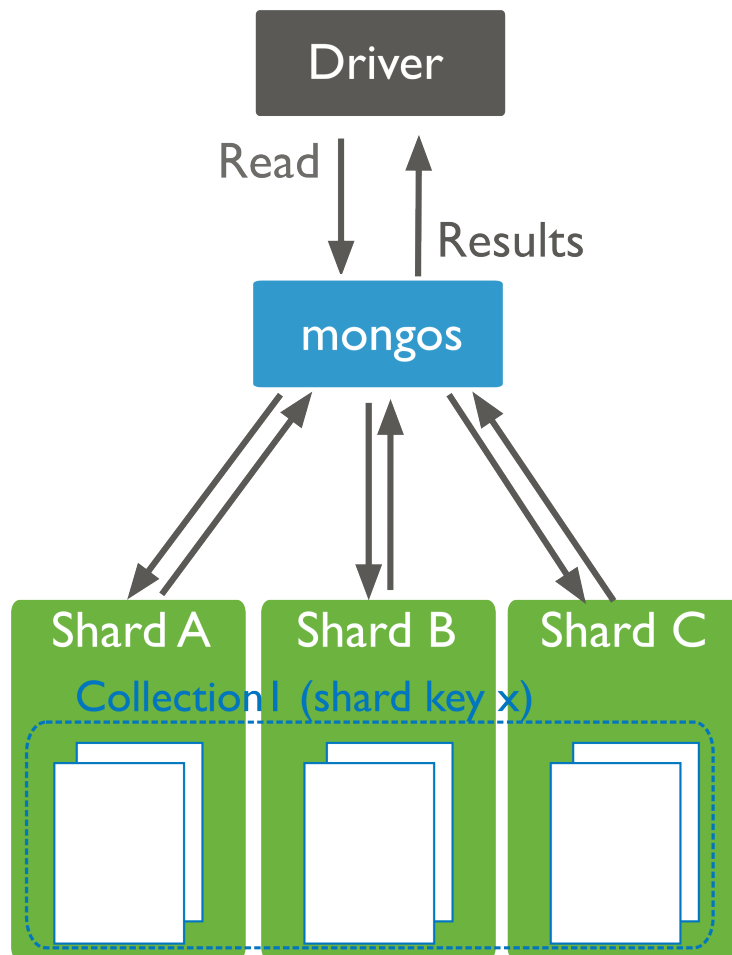 Driver
Read
Results
mongos
Shard A
Shard B
Shard C
Collection1 (shard key x)